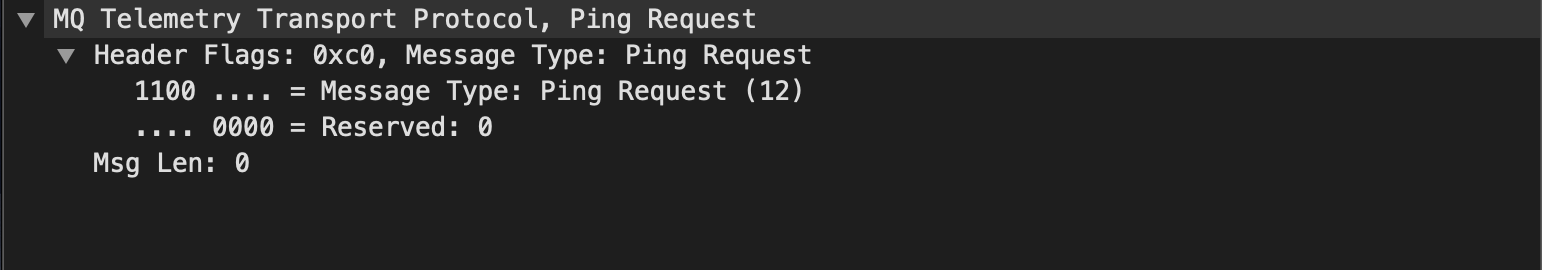 MQ Telemetry Transport Protocol, Ping Request
Header Flags: 0xc0, Message Type: Ping Request
1100 .... = Message Type: Ping Request (12)
.... 0000 = Reserved: 0
Msg Len: 0